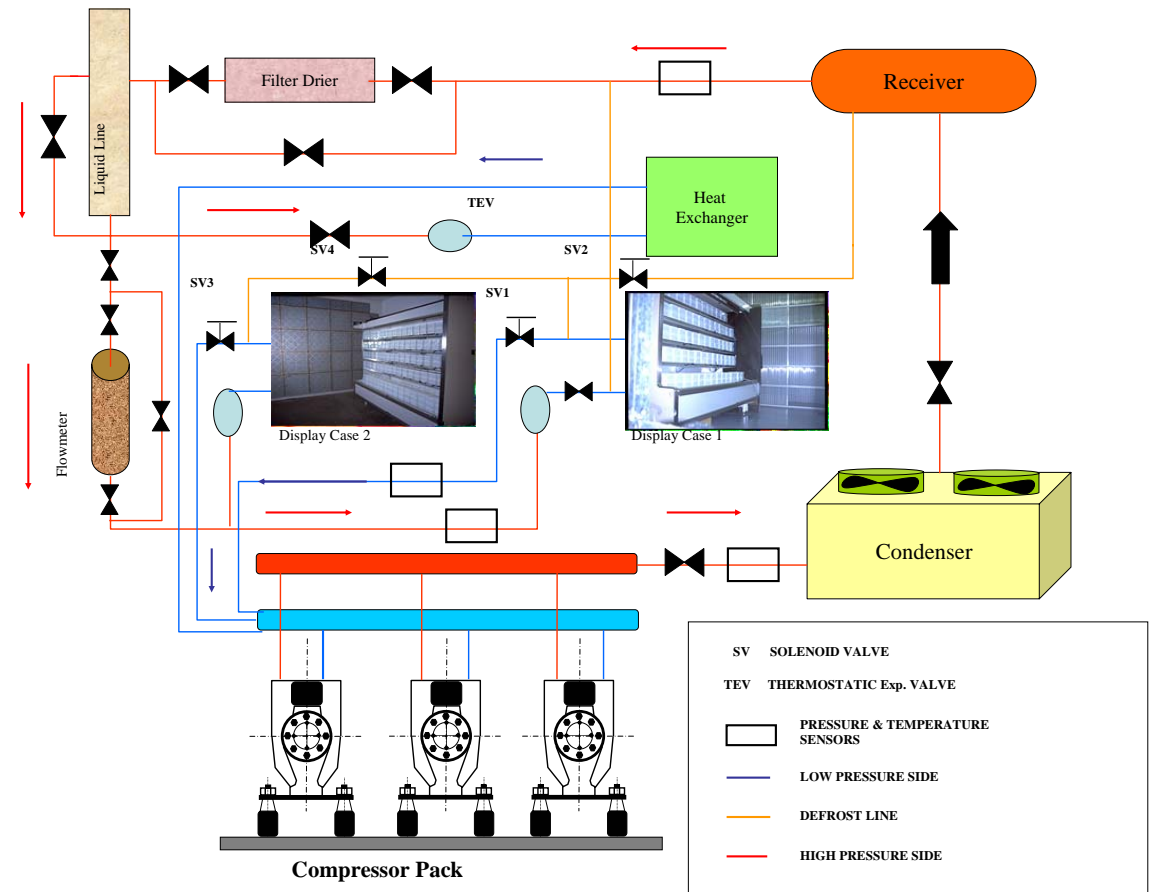 Filter Drier
Receiver
Liquid Line
Heat
Exchanger
TEV
SV4
SV2
SV3
SV1
Flowmeter
Display Case 2
Display Case 1
Condenser
SV SOLENOID VALVE
TEV THERMOSTATIC Exp. VALVE
PRESSURE & TEMPERATURE
SENSORS
LOW PRESSURE SIDE
DEFROST LINE
HIGH PRESSURE SIDE
Compressor Pack